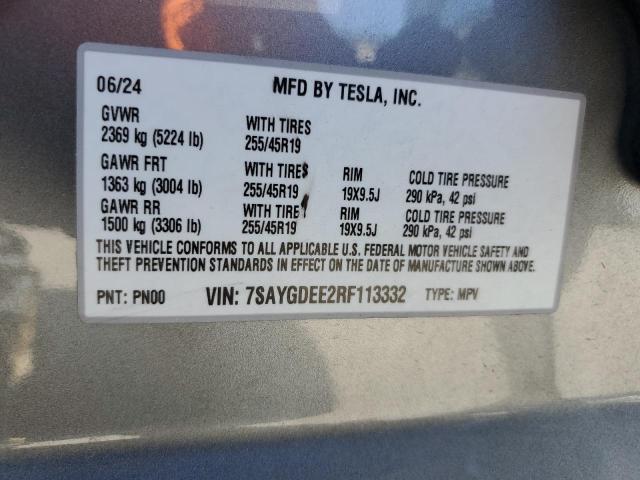 06/24 MFD BY TESLA, INC.
GVWR
2369 kg (5224 lb) WITH TIRES 255/45R19
GAWR FRT WITH TIRES RIM COLD TIRE PRESSURE
1363 kg (3004 lb) 255/45R19 19X9.5J 290 kPa, 42 psi
GAWR RR WITH TIRES RIM COLD TIRE PRESSURE
1500 kg (3306 lb) 255/45R19 19X9.5J 290 kPa, 42 psi
THIS VEHICLE CONFORMS TO ALL APPLICABLE U.S. FEDERAL MOTOR VEHICLE SAFETY AND
THEFT PREVENTION STANDARDS IN EFFECT ON THE DATE OF MANUFACTURE SHOWN ABOVE.
PNT: PN00 VIN: 7SAYGDEE2RF113332 TYPE: MPV